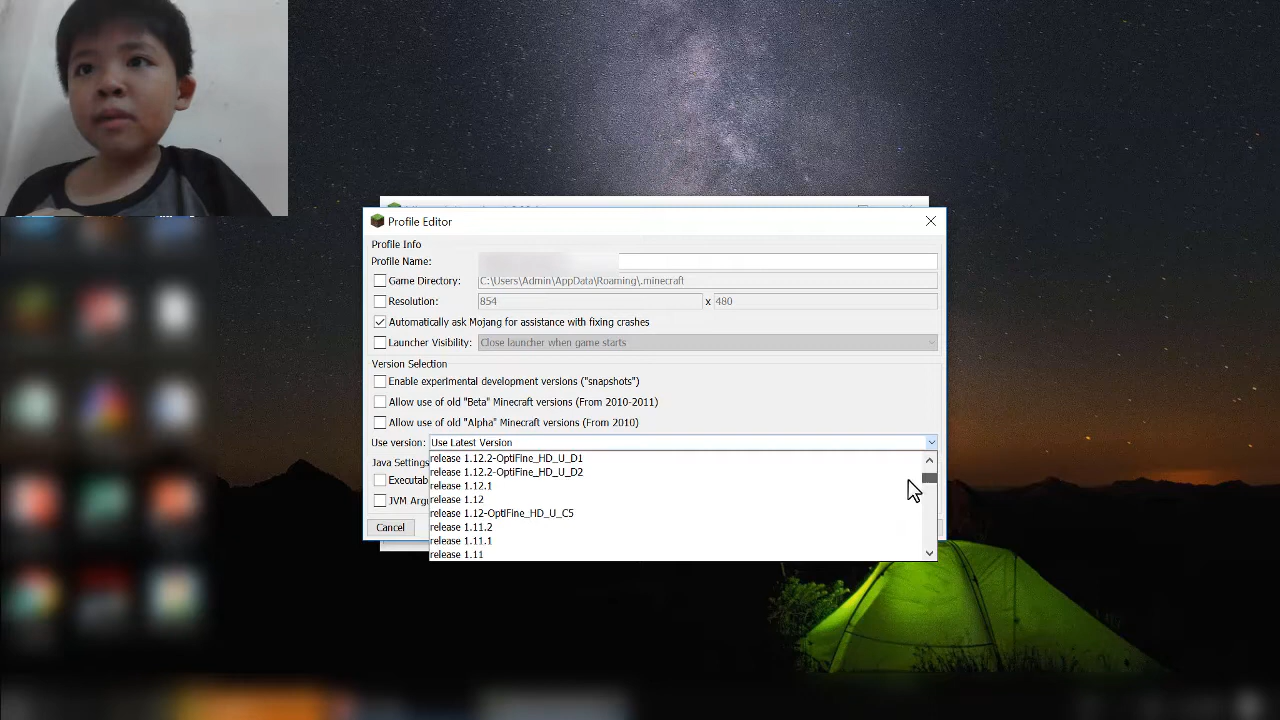 Profile Editor
Profile Info
Profile Name:
Game Directory: C:\Users\Admin\AppData\Roaming\.minecraft
Resolution: 854 x 480
Automatically ask Mojang for assistance with fixing crashes
Launcher Visibility: Close launcher when game starts
Version Selection
Enable experimental development versions ("snapshots")
Allow use of old "Beta" Minecraft versions (From 2010-2011)
Allow use of old "Alpha" Minecraft versions (From 2010)
Use version: Use Latest Version
release 1.12.2-OptiFine_HD_U_D1
Java Settings
release 1.12.2-OptiFine_HD_U_D2
Executab
release 1.12.1
JVM Argu
release 1.12
release 1.12-OptiFine_HD_U_C5
Cancel
release 1.11.2
release 1.11.1
release 1.11